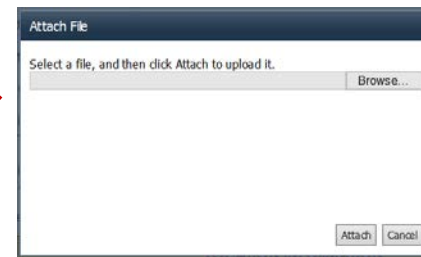 Attach File
Select a file, and then click Attach to upload it.
Browse...
Attach Cancel